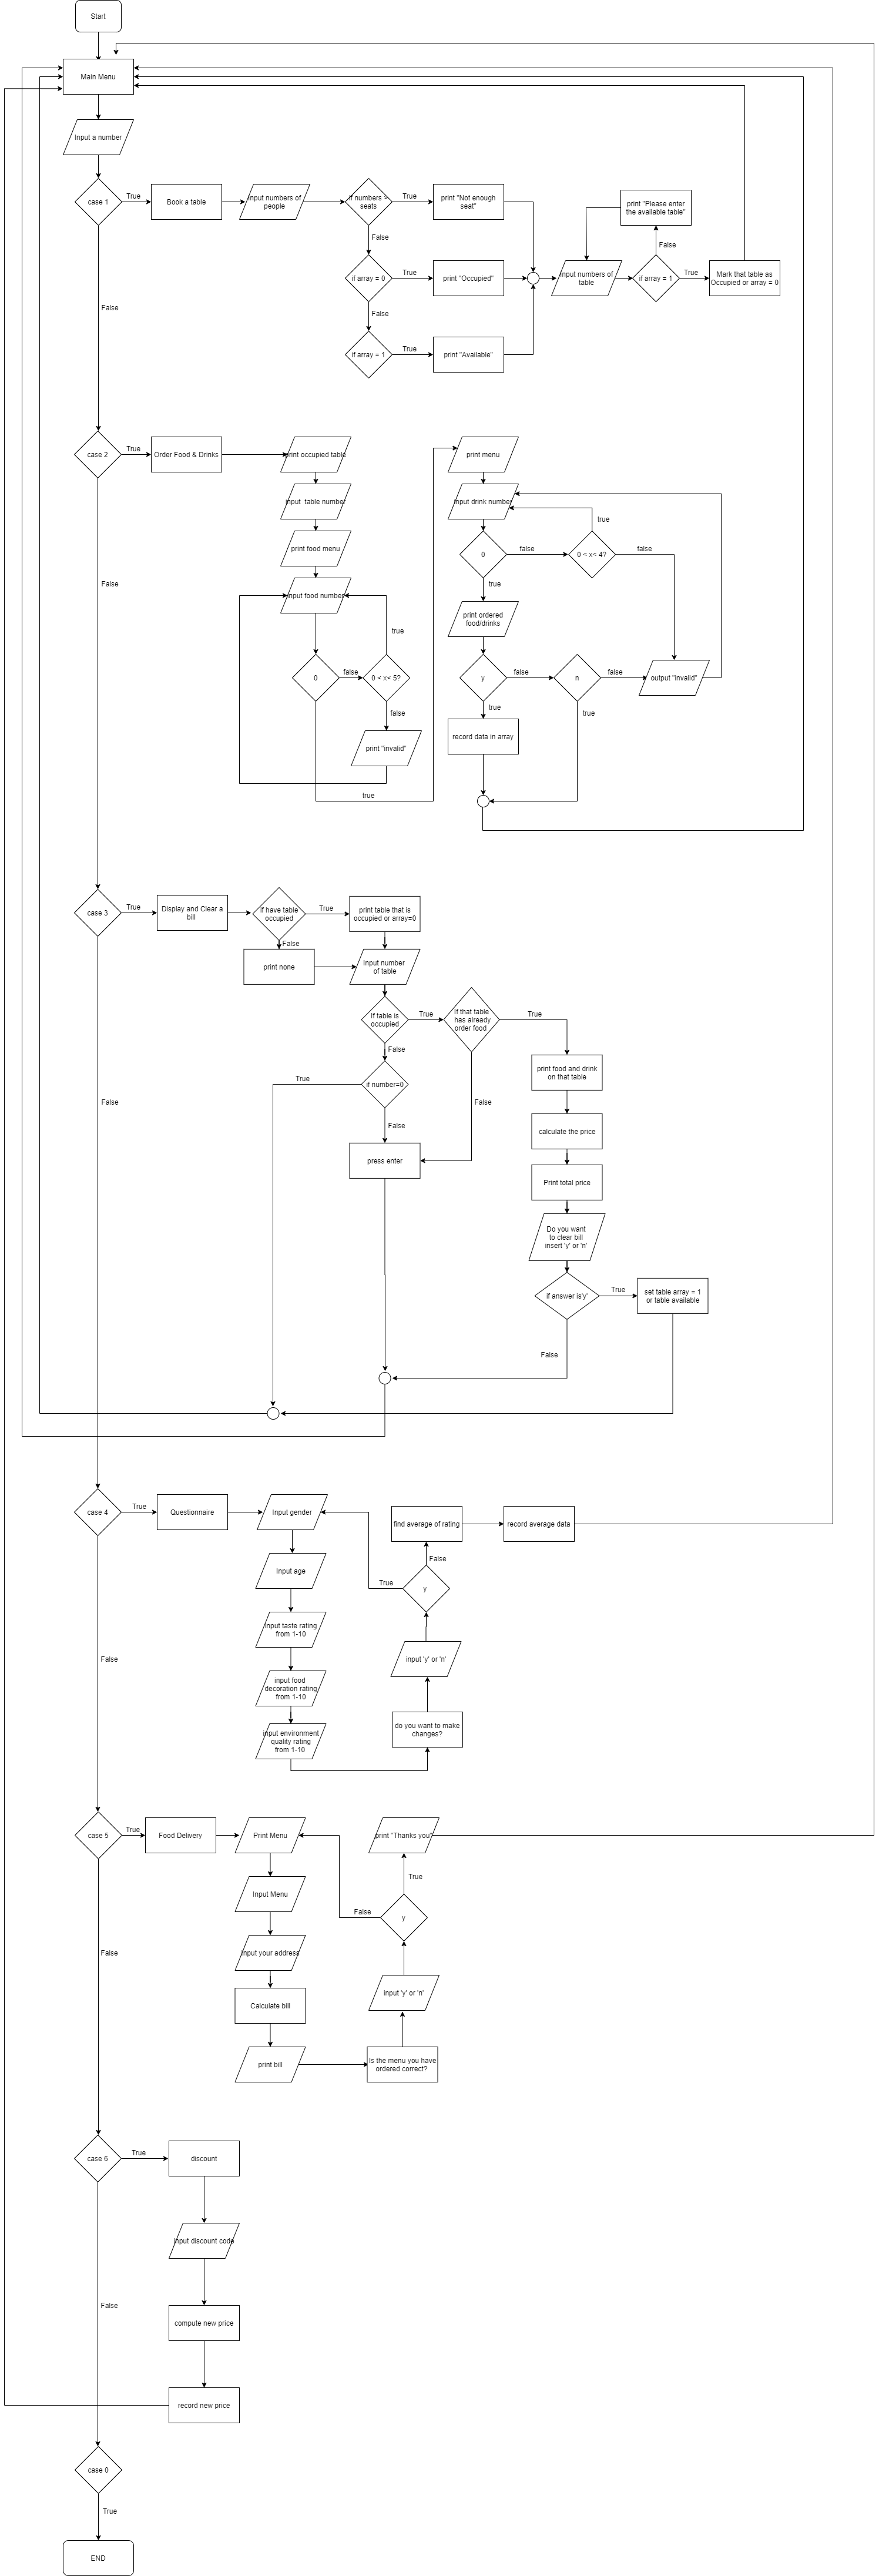 Start
Main Menu
Input a number
case 1
True
Book a table
input numbers of
people
if numbers >
seats
True
print "Not enough
seat"
False
if array = 0
True
print "Occupied"
False
if array = 1
True
print "Available"
input numbers of
table
print "Please enter
the available table"
False
if array = 1
True
Mark that table as
Occupied or array = 0
False
case 2
True
Order Food & Drinks
print occupied table
input  table number
print food menu
input food number
true
0
false
0 < x< 5?
false
print "invalid"
true
print menu
input drink number
true
0
false
0 < x< 4?
false
true
print ordered
food/drinks
y
false
n
false
output "invalid"
true
true
record data in array
False
case 3
True
Display and Clear a
bill
if have table
occupied
True
print table that is
occupied or array=0
False
print none
Input number
of table
If table is
occupied
True
If that table
has already
order food
True
False
print food and drink
on that table
True
if number=0
False
False
calculate the price
press enter
Print total price
Do you want
to clear bill
insert 'y' or 'n'
if answer is'y'
True
set table array = 1
or table available
False
False
case 4
True
Questionnaire
Input gender
find average of rating
record average data
False
Input age
True
y
input taste rating
from 1-10
input 'y' or 'n'
input food
decoration rating
from 1-10
do you want to make
changes?
input environment
quality rating
from 1-10
False
case 5
True
Food Delivery
Print Menu
print "Thanks you"
True
Input Menu
False
y
Input your address
input 'y' or 'n'
Calculate bill
print bill
Is the menu you have
ordered correct?
False
case 6
True
discount
input discount code
compute new price
record new price
False
case 0
True
END